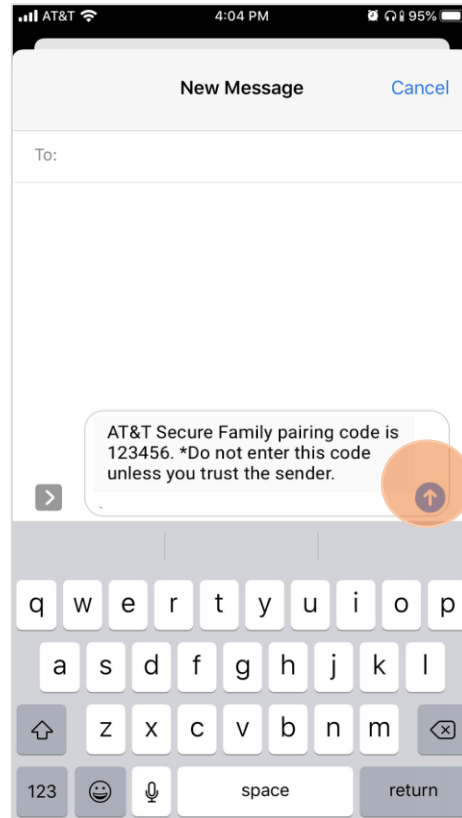 AT&T 4:04 PM 95%
New Message Cancel
To:
AT&T Secure Family pairing code is
123456. *Do not enter this code
unless you trust the sender.
.
q w e r t y u i o p
a s d f g h j k l
z x c v b n m
123 space return